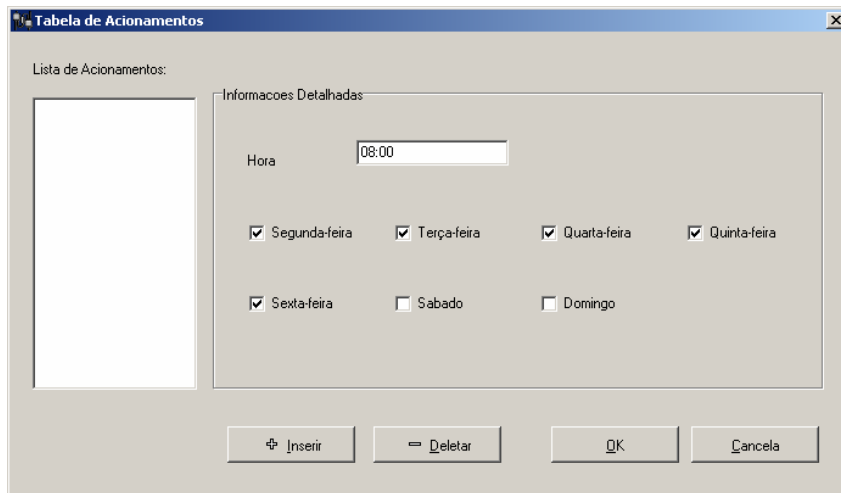 Tabela de Acionamentos
Lista de Acionamentos:
Informacoes Detalhadas
Hora
08:00
Segunda-feira Terça-feira Quarta-feira Quinta-feira
Sexta-feira Sabado Domingo
Inserir Deletar OK Cancela